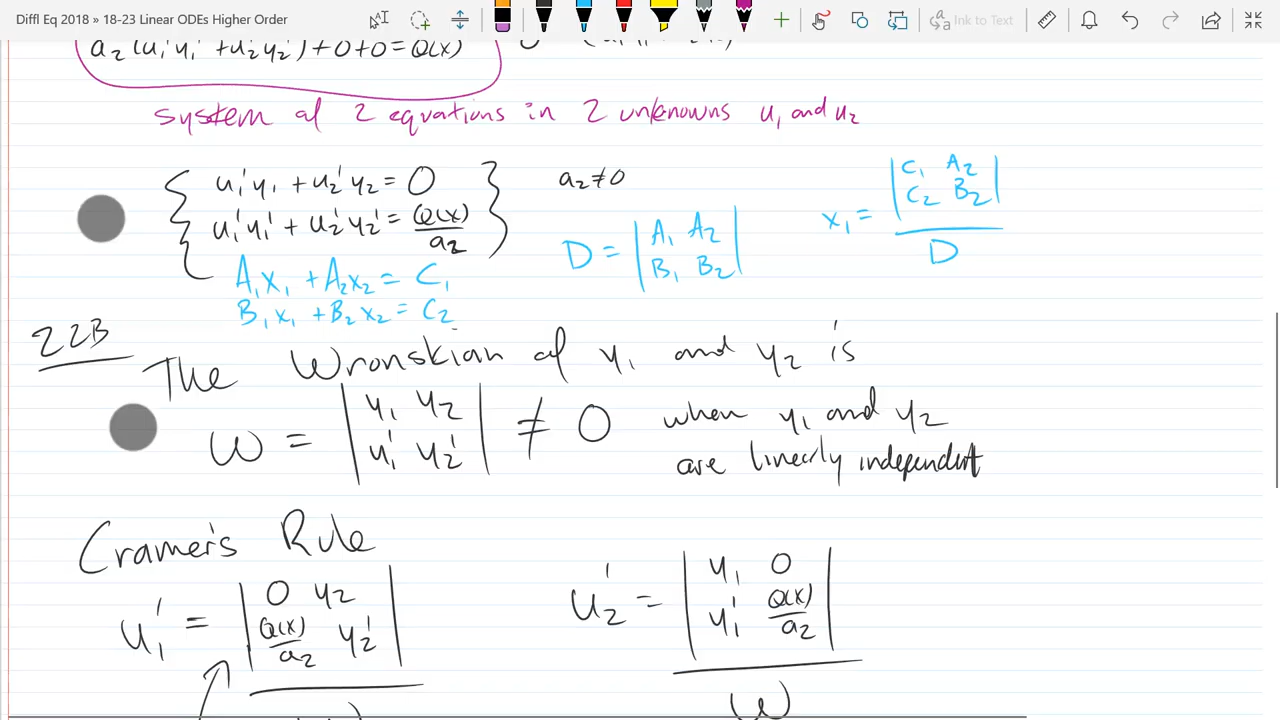 Diffl Eq 2018 » 18-23 Linear ODEs Higher Order
Ink to Text
a₂(u₁'y₁' + u₂'y₂') + 0 + 0 = Q(x)
system of 2 equations in 2 unknowns u₁ and u₂
u₁'y₁ + u₂'y₂ = 0
a₂ ≠ 0
u₁'y₁' + u₂'y₂' = Q(x)/a₂
A₁x₁ + A₂x₂ = C₁
B₁x₁ + B₂x₂ = C₂
D = | A₁ A₂ |
| B₁ B₂ |
x₁ = | C₁ A₂ |
| C₂ B₂ |
D
22B
The Wronskian of y₁ and y₂ is
W = | y₁ y₂ |
| y₁' y₂' | ≠ 0
when y₁ and y₂
are linearly independent
Cramer's Rule
u₁' = | 0 y₂ |
| Q(x)/a₂ y₂' |
u₂' = | y₁ 0 |
| y₁' Q(x)/a₂ |
W